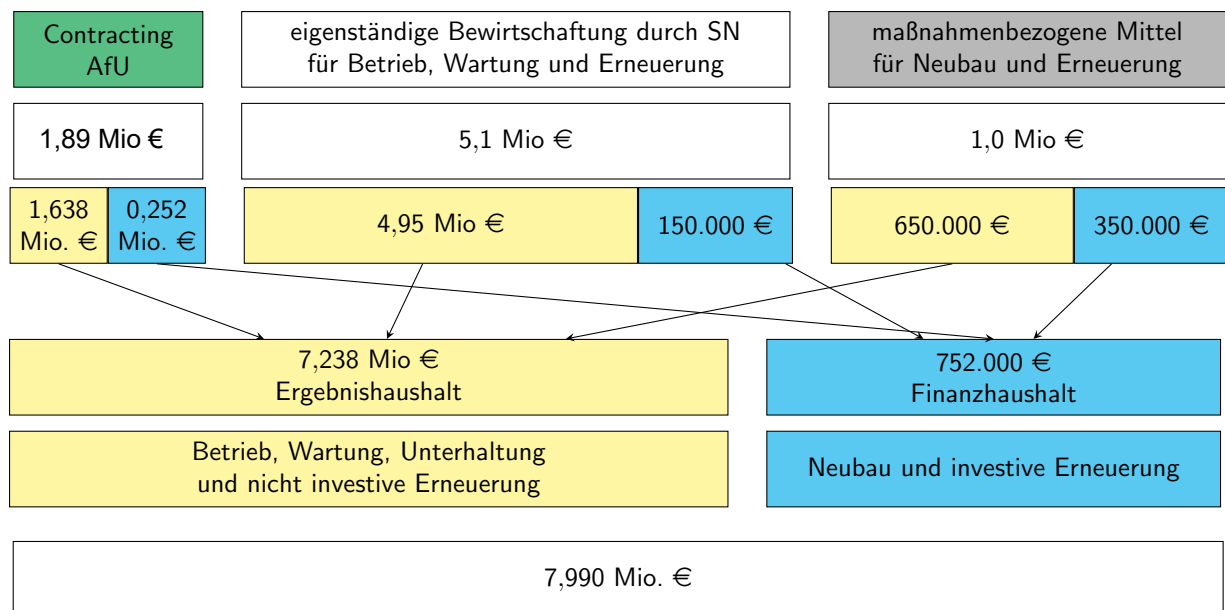 Contracting
AfU
eigenständige Bewirtschaftung durch SN
für Betrieb, Wartung und Erneuerung
maßnahmenbezogene Mittel
für Neubau und Erneuerung
1,89 Mio €
5,1 Mio €
1,0 Mio €
1,638
Mio. €
0,252
Mio. €
4,95 Mio €
150.000 €
650.000 €
350.000 €
7,238 Mio €
Ergebnishaushalt
752.000 €
Finanzhaushalt
Betrieb, Wartung, Unterhaltung
und nicht investive Erneuerung
Neubau und investive Erneuerung
7,990 Mio. €